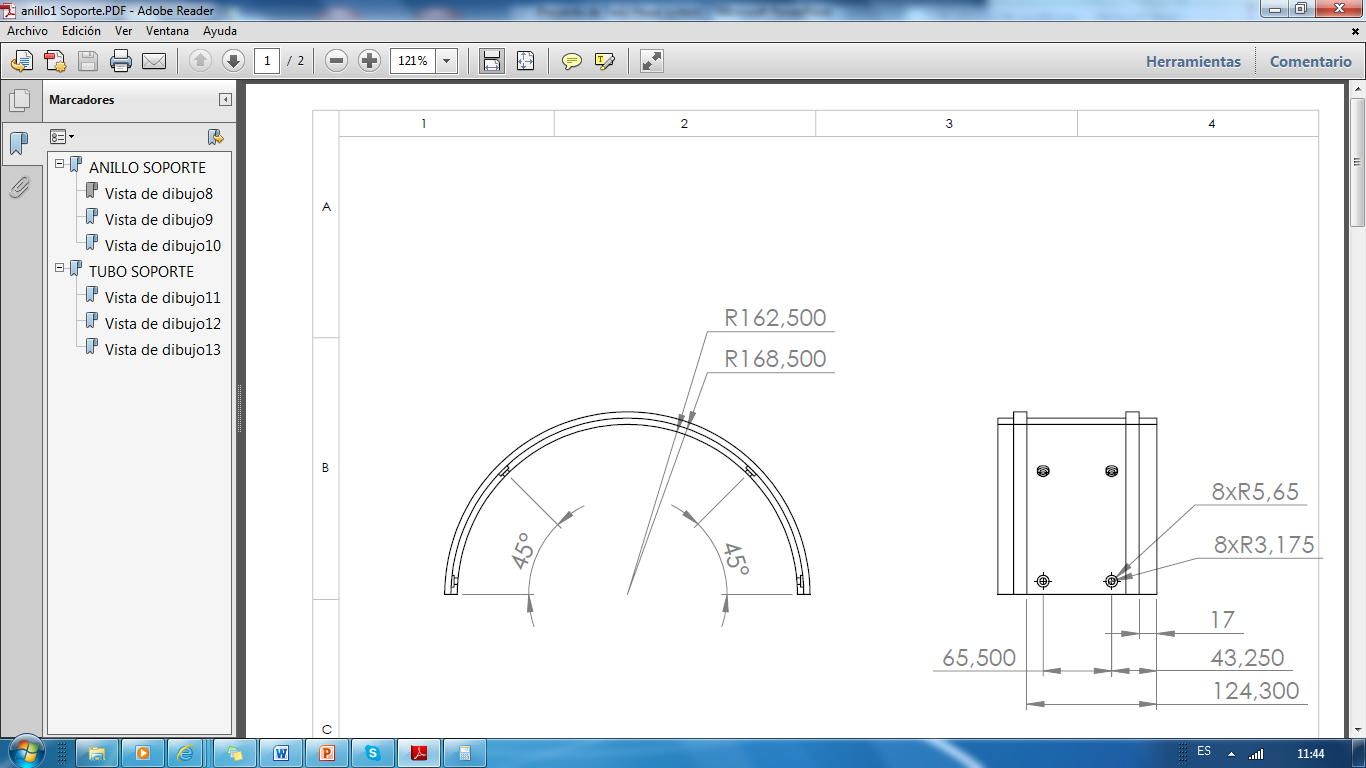 anillo1 Soporte.PDF - Adobe Reader
Archivo Edición Ver Ventana Ayuda
1 / 2 121% Herramientas Comentario
Marcadores
ANILLO SOPORTE
Vista de dibujo8
Vista de dibujo9
Vista de dibujo10
TUBO SOPORTE
Vista de dibujo11
Vista de dibujo12
Vista de dibujo13
1 2 3 4
A
B
C
R162,500
R168,500
45°
45°
8xR5,65
8xR3,175
17
65,500
43,250
124,300
ES 11:44